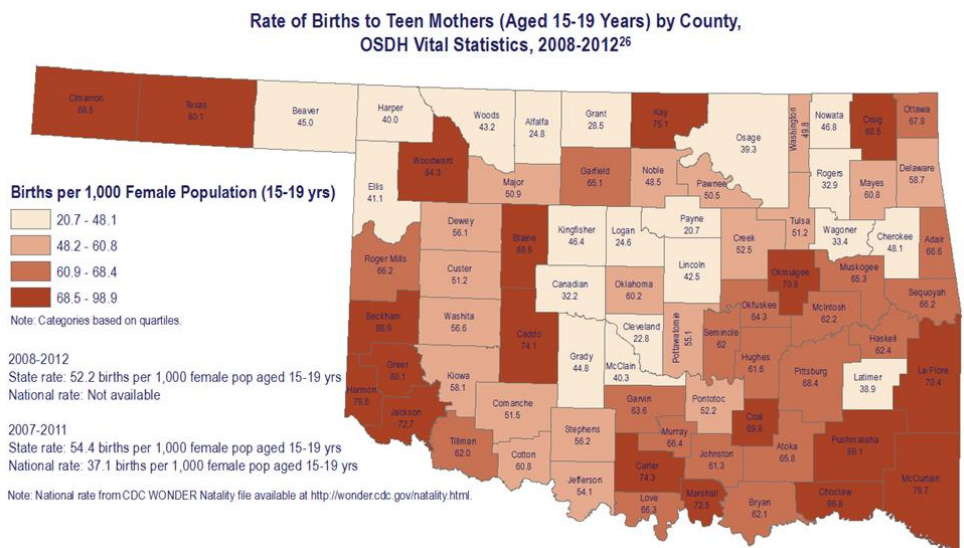 Rate of Births to Teen Mothers (Aged 15-19 Years) by County,
OSDH Vital Statistics, 2008-2012²⁶
Cimarron
68.5
Texas
80.1
Beaver
45.0
Harper
40.0
Woods
43.2
Alfalfa
24.8
Grant
28.5
Kay
75.1
Osage
39.3
Washington
49.8
Nowata
46.8
Craig
68.5
Ottawa
67.8
Ellis
41.1
Woodward
84.3
Major
50.9
Garfield
65.1
Noble
48.5
Pawnee
50.5
Rogers
32.9
Mayes
60.8
Delaware
58.7
Roger Mills
66.2
Dewey
56.1
Blaine
68.5
Kingfisher
46.4
Logan
24.6
Payne
20.7
Creek
52.5
Tulsa
51.2
Wagoner
33.4
Cherokee
48.1
Adair
66.6
Custer
51.2
Canadian
32.2
Oklahoma
60.2
Lincoln
42.5
Okmulgee
Muskogee
65.3
Sequoyah
66.2
Beckham
98.9
Washita
56.6
Caddo
74.1
Grady
44.8
Cleveland
22.8
McClain
40.3
Pottawatomie
55.1
Seminole
62
Okfuskee
64.3
McIntosh
62.2
Haskell
62.4
Hughes
61.6
Pittsburg
68.4
Latimer
38.9
Le Flore
70.4
Greer
80.1
Harmon
Kiowa
58.1
Jackson
72.7
Comanche
51.5
Tillman
62.0
Cotton
60.8
Stephens
56.2
Jefferson
54.1
Garvin
63.6
Pontotoc
52.2
Murray
66.4
Coal
Johnston
61.3
Atoka
65.8
Pushmataha
McCurtain
78.7
Carter
74.3
Love
66.3
Marshall
72.5
Bryan
62.1
Choctaw
96.8
Births per 1,000 Female Population (15-19 yrs)
20.7 - 48.1
48.2 - 60.8
60.9 - 68.4
68.5 - 98.9
Note: Categories based on quartiles.
2008-2012
State rate: 52.2 births per 1,000 female pop aged 15-19 yrs
National rate: Not available
2007-2011
State rate: 54.4 births per 1,000 female pop aged 15-19 yrs
National rate: 37.1 births per 1,000 female pop aged 15-19 yrs
Note: National rate from CDC WONDER Natality file available at http://wonder.cdc.gov/natality.html.